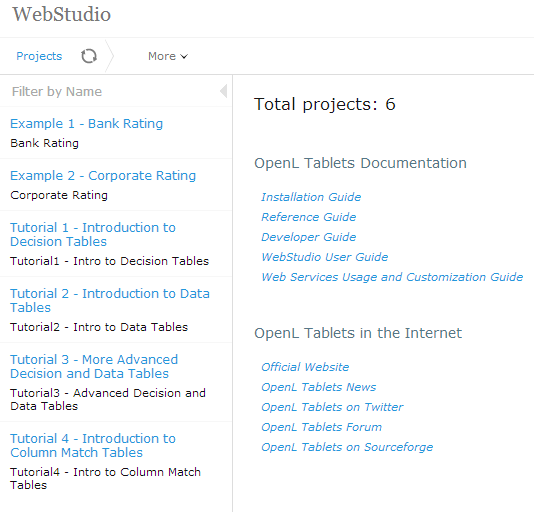 WebStudio
Projects
More
Filter by Name
Example 1 - Bank Rating
Bank Rating
Example 2 - Corporate Rating
Corporate Rating
Tutorial 1 - Introduction to
Decision Tables
Tutorial1 - Intro to Decision Tables
Tutorial 2 - Introduction to Data
Tables
Tutorial2 - Intro to Data Tables
Tutorial 3 - More Advanced
Decision and Data Tables
Tutorial3 - Advanced Decision and
Data Tables
Tutorial 4 - Introduction to
Column Match Tables
Tutorial4 - Intro to Column Match
Tables
Total projects: 6
OpenL Tablets Documentation
Installation Guide
Reference Guide
Developer Guide
WebStudio User Guide
Web Services Usage and Customization Guide
OpenL Tablets in the Internet
Official Website
OpenL Tablets News
OpenL Tablets on Twitter
OpenL Tablets Forum
OpenL Tablets on Sourceforge